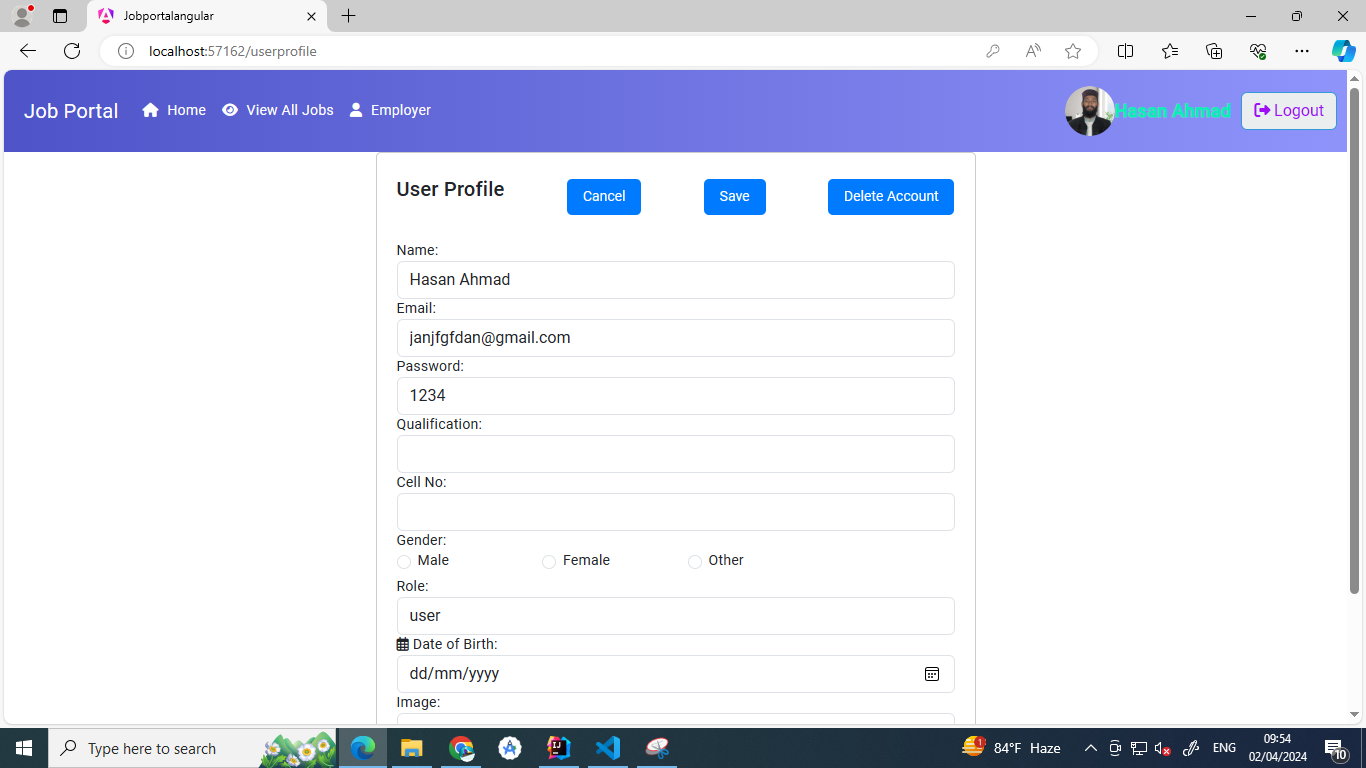 Jobportalangular
localhost:57162/userprofile
Job Portal Home View All Jobs Employer Hasan Ahmad Logout
User Profile Cancel Save Delete Account
Name:
Hasan Ahmad
Email:
janjfgfdan@gmail.com
Password:
1234
Qualification:
Cell No:
Gender:
Male Female Other
Role:
user
Date of Birth:
dd/mm/yyyy
Image:
Type here to search 84°F Haze ENG 09:54
02/04/2024 10